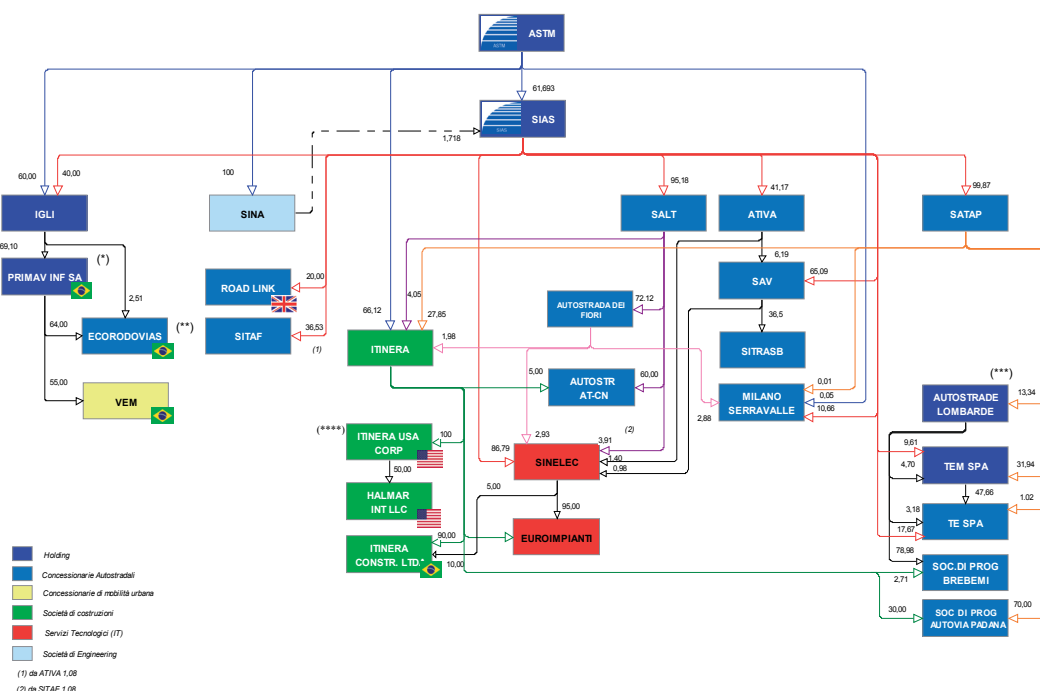 ASTM
ASTM
61,693
SIAS
SIAS
1,718
60,00
40,00
100
95,18
41,17
99,87
IGLI
SINA
SALT
ATIVA
SATAP
69,10
(*)
6,19
PRIMAV INF SA
ROAD LINK
20,00
SAV
65,09
2,51
4,05
27,85
66,12
AUTOSTRADA DEI
FIORI
72.12
36,5
64,00
ECORODOVIAS
(**)
SITAF
36,53
(1)
ITINERA
1,98
SITRASB
5,00
AUTOSTR
AT-CN
60,00
55,00
VEM
MILANO
SERRAVALLE
0,01
0,05
10,66
2,88
(***)
AUTOSTRADE
LOMBARDE
13,34
(****)
ITINERA USA
CORP
100
2,93
3,91
(2)
86,79
SINELEC
1,40
0,98
9,61
4,70
TEM SPA
31,94
50,00
HALMAR
INT LLC
5,00
95,00
47,66
3,18
17,67
TE SPA
1.02
EUROIMPIANTI
90,00
ITINERA
CONSTR. LTDA
10,00
78,98
2,71
SOC.DI PROG
BREBEMI
30,00
SOC DI PROG
AUTOVIA PADANA
70,00
Holding
Concessionarie Autostradali
Concessionarie di mobilità urbana
Società di costruzioni
Servizi Tecnologici (IT)
Società di Engineering
(1) da ATIVA 1,08
(2) da SITAF 1,08